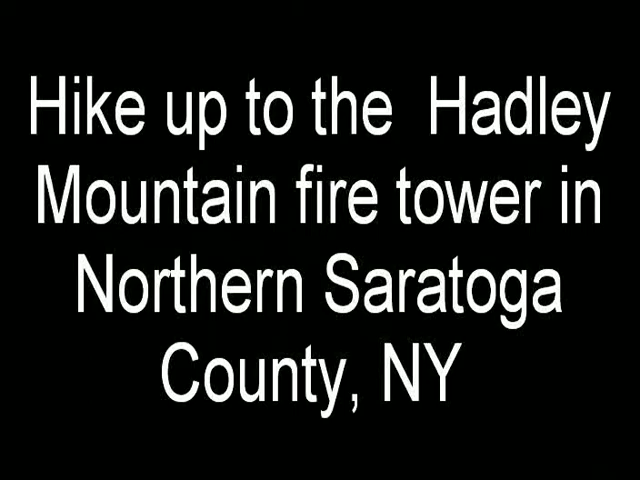 Hike up to the  Hadley
Mountain fire tower in
Northern Saratoga
County, NY